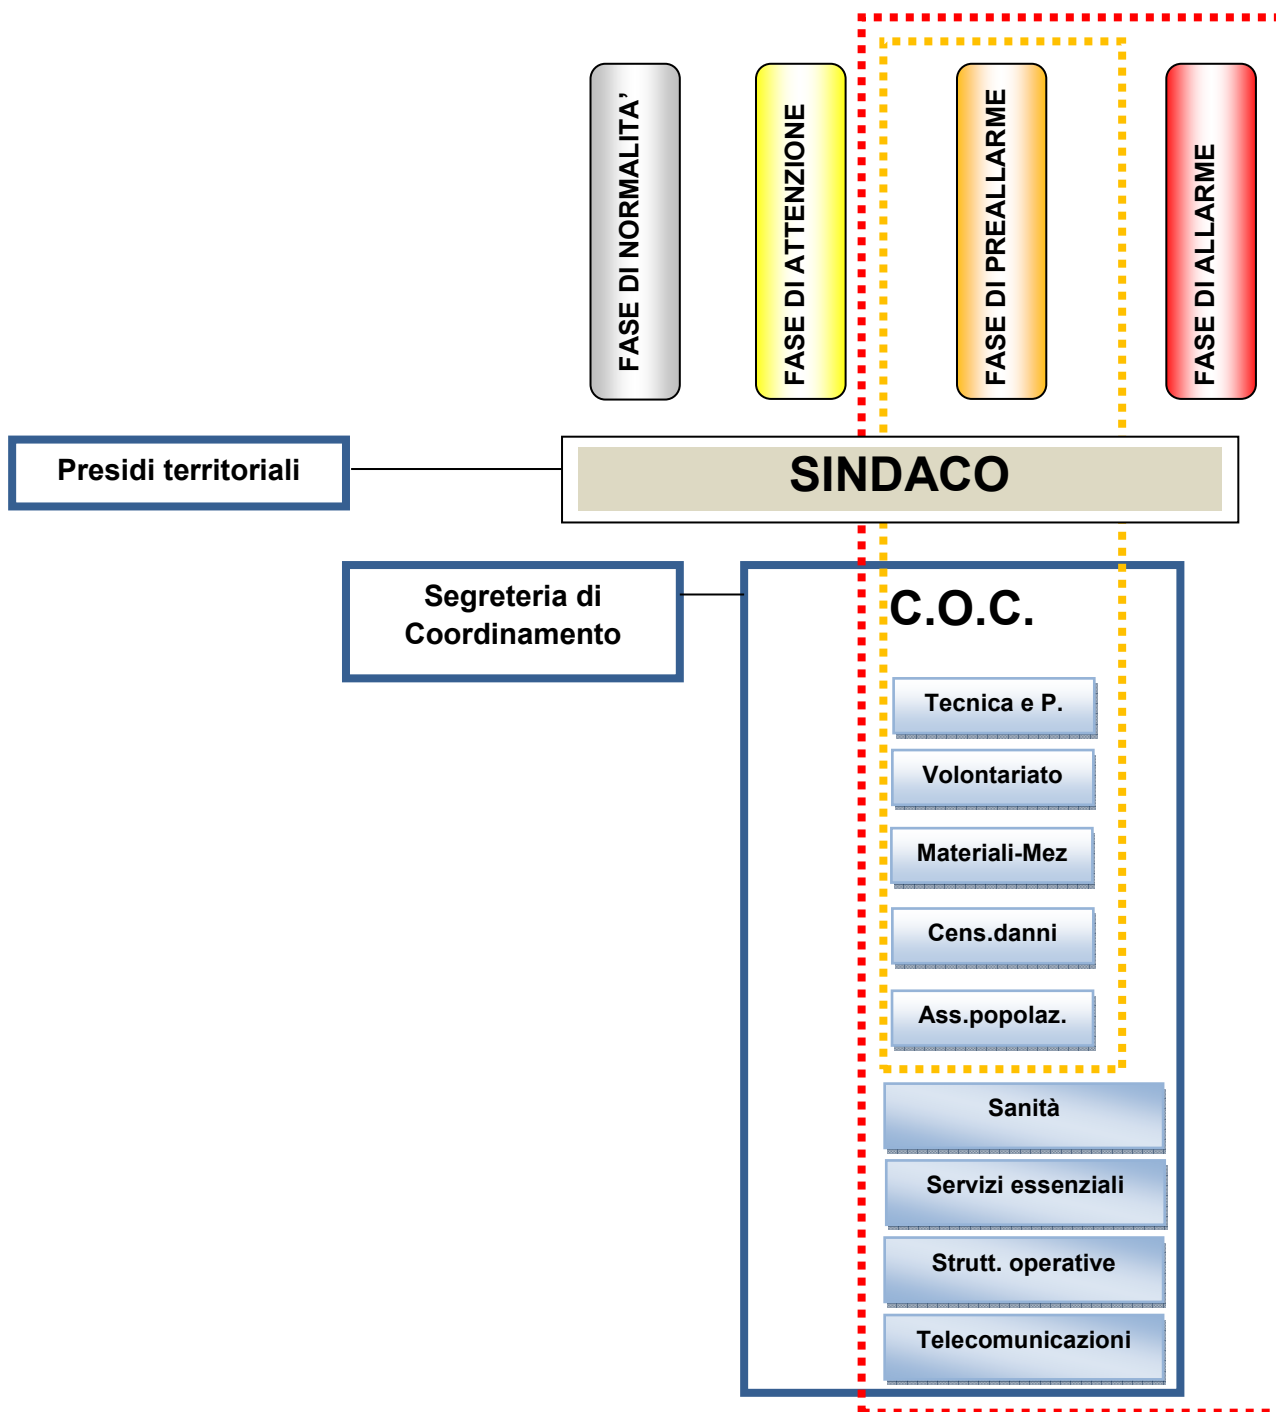 FASE DI NORMALITA’
FASE DI ATTENZIONE
FASE DI PREALLARME
FASE DI ALLARME
Presidi territoriali
SINDACO
Segreteria di
Coordinamento
C.O.C.
Tecnica e P.
Volontariato
Materiali-Mez
Cens.danni
Ass.popolaz.
Sanità
Servizi essenziali
Strutt. operative
Telecomunicazioni